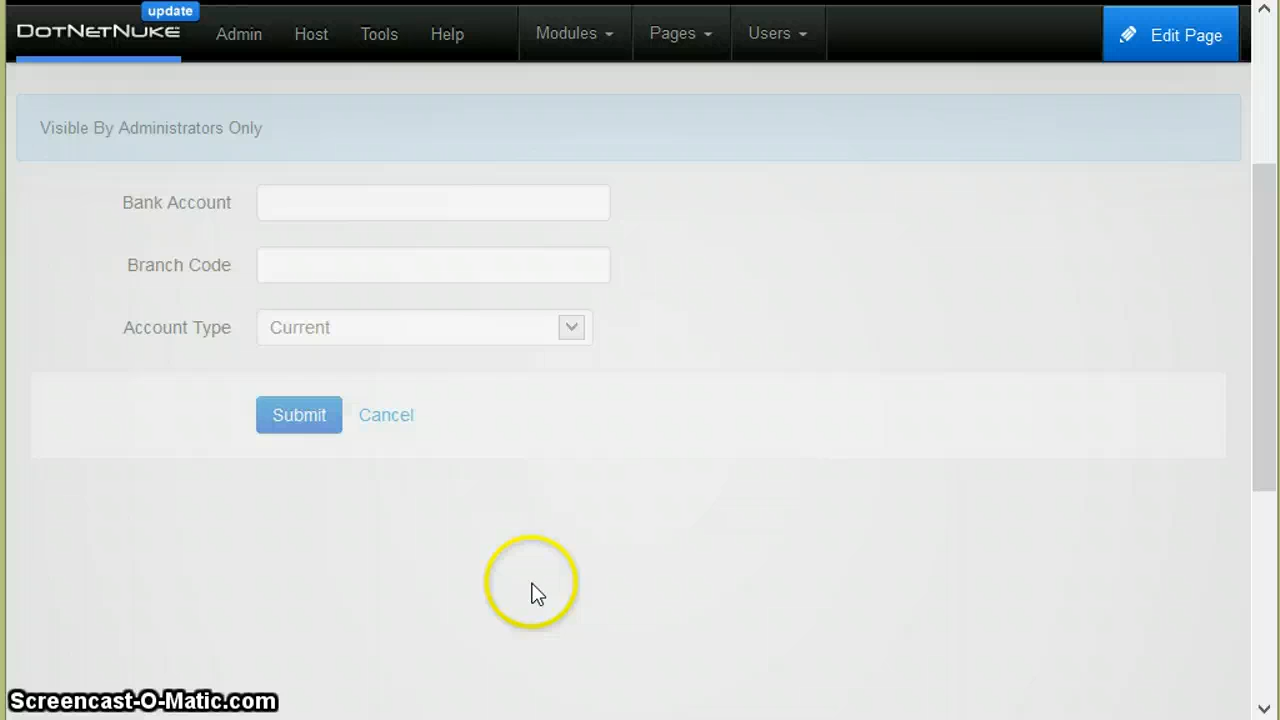 update
DOTNETNUKE Admin Host Tools Help Modules Pages Users Edit Page
Visible By Administrators Only
Bank Account
Branch Code
Account Type Current
Submit Cancel
Screencast-O-Matic.com